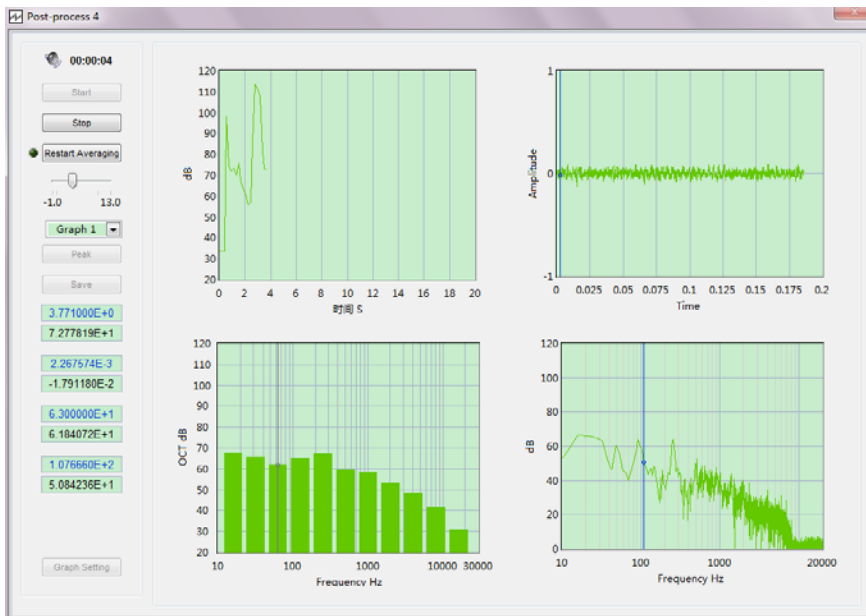 Post-process 4
00:00:04
Start
Stop
Restart Averaging
-1.0 13.0
Graph 1
Peak
Save
3.771000E+0
7.277819E+1
2.267574E-3
-1.791180E-2
6.300000E+1
6.184072E+1
1.076660E+2
5.084236E+1
Graph Setting
dB
120
110
100
90
80
70
60
50
40
30
20
0 2 4 6 8 10 12 14 16 18 20
时间 S
Amplitude
1
0
-1
0 0.025 0.05 0.075 0.1 0.125 0.15 0.175 0.2
Time
OCT dB
120
110
100
90
80
70
60
50
40
30
20
10 100 1000 10000 30000
Frequency Hz
dB
120
100
80
60
40
20
0
10 100 1000 20000
Frequency Hz